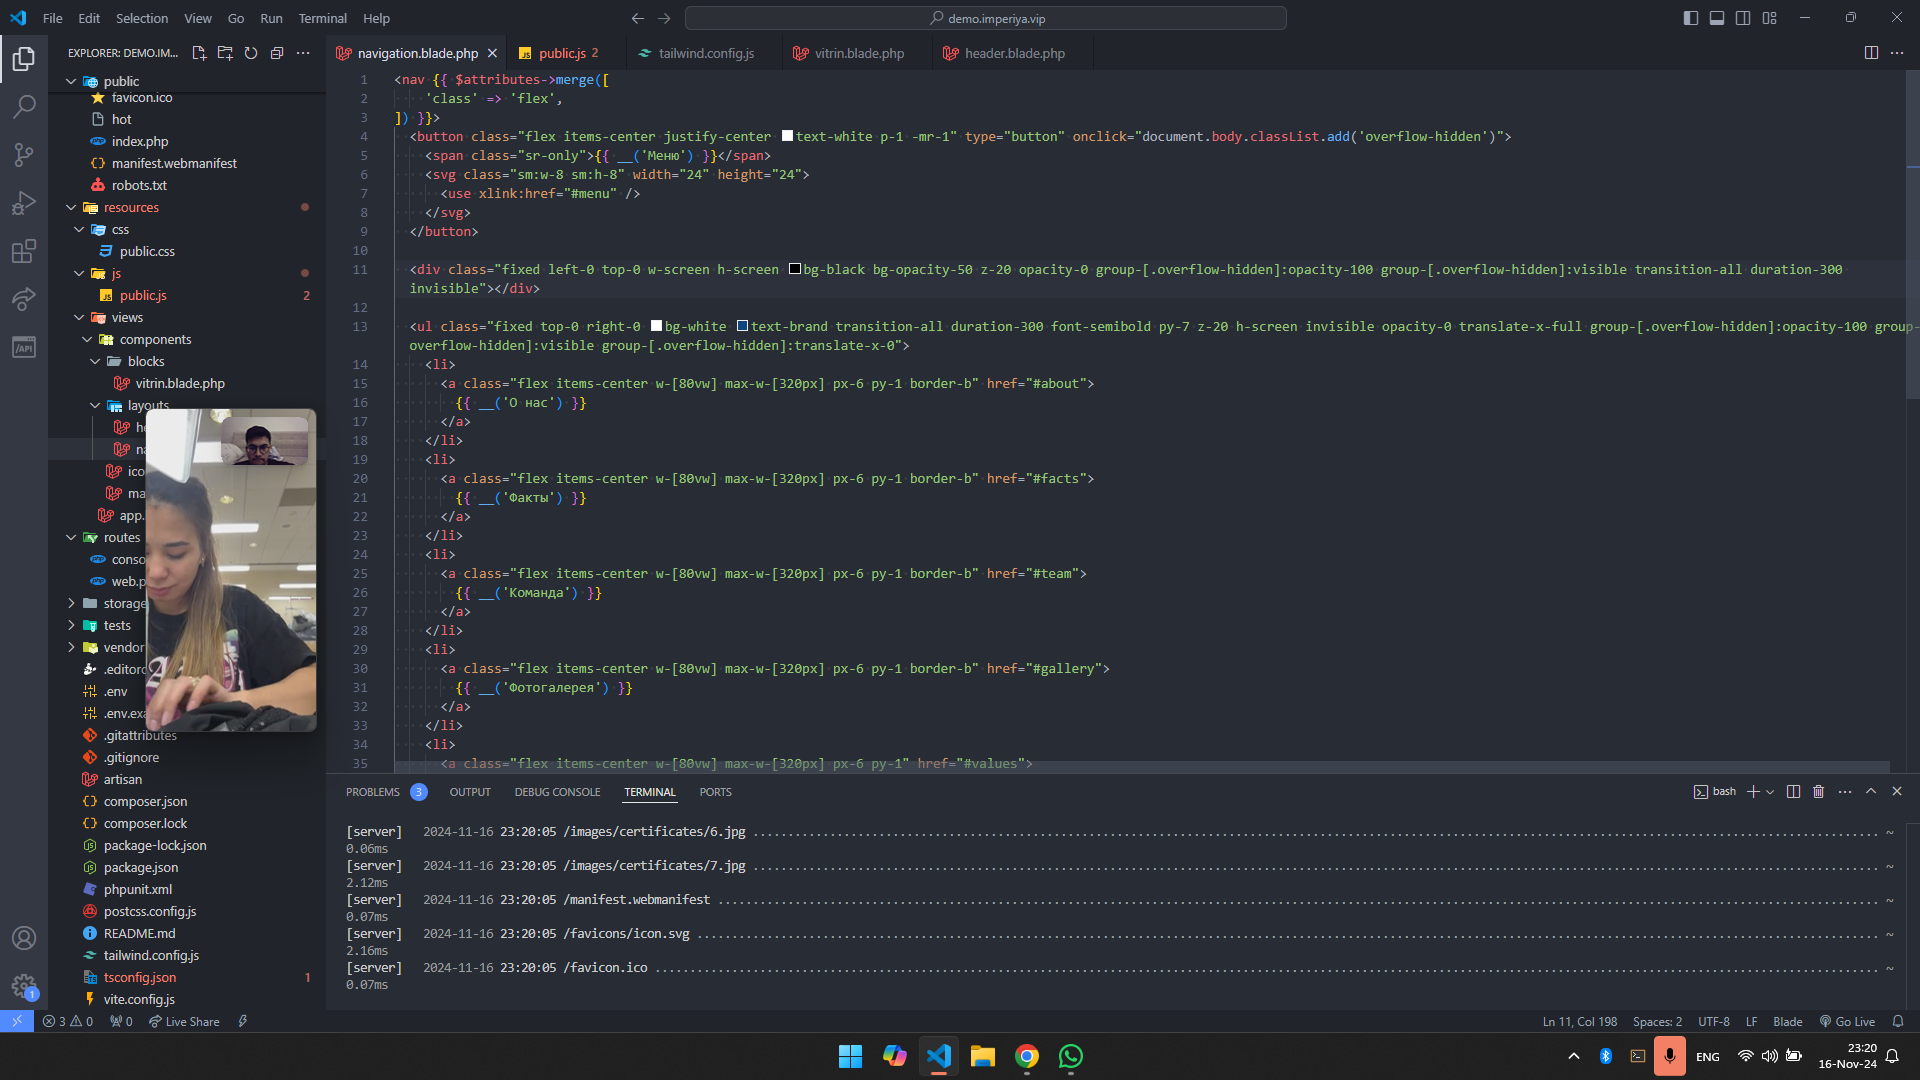 File Edit Selection View Go Run Terminal Help
demo.imperiya.vip
EXPLORER: DEMO.IM...
public
favicon.ico
hot
index.php
manifest.webmanifest
robots.txt
resources
css
public.css
js
public.js 2
views
components
blocks
vitrin.blade.php
layouts
he
na
ico
ma
app.
routes
conso
web.p
storage
tests
vendor
.editorc
.env
.env.exa
.gitattributes
.gitignore
artisan
composer.json
composer.lock
package-lock.json
package.json
phpunit.xml
postcss.config.js
README.md
tailwind.config.js
tsconfig.json 1
vite.config.js
navigation.blade.php public.js 2 tailwind.config.js vitrin.blade.php header.blade.php
1 <nav {{ $attributes->merge([
2 'class' => 'flex',
3 ]) }}>
4 <button class="flex items-center justify-center text-white p-1 -mr-1" type="button" onclick="document.body.classList.add('overflow-hidden')">
5 <span class="sr-only">{{ __('Меню') }}</span>
6 <svg class="sm:w-8 sm:h-8" width="24" height="24">
7 <use xlink:href="#menu" />
8 </svg>
9 </button>
10
11 <div class="fixed left-0 top-0 w-screen h-screen bg-black bg-opacity-50 z-20 opacity-0 group-[.overflow-hidden]:opacity-100 group-[.overflow-hidden]:visible transition-all duration-300
invisible"></div>
12
13 <ul class="fixed top-0 right-0 bg-white text-brand transition-all duration-300 font-semibold py-7 z-20 h-screen invisible opacity-0 translate-x-full group-[.overflow-hidden]:opacity-100 group-
overflow-hidden]:visible group-[.overflow-hidden]:translate-x-0">
14 <li>
15 <a class="flex items-center w-[80vw] max-w-[320px] px-6 py-1 border-b" href="#about">
16 {{ __('О нас') }}
17 </a>
18 </li>
19 <li>
20 <a class="flex items-center w-[80vw] max-w-[320px] px-6 py-1 border-b" href="#facts">
21 {{ __('Факты') }}
22 </a>
23 </li>
24 <li>
25 <a class="flex items-center w-[80vw] max-w-[320px] px-6 py-1 border-b" href="#team">
26 {{ __('Команда') }}
27 </a>
28 </li>
29 <li>
30 <a class="flex items-center w-[80vw] max-w-[320px] px-6 py-1 border-b" href="#gallery">
31 {{ __('Фотогалерея') }}
32 </a>
33 </li>
34 <li>
35 <a class="flex items-center w-[80vw] max-w-[320px] px-6 py-1" href="#values">
PROBLEMS 3 OUTPUT DEBUG CONSOLE TERMINAL PORTS
bash
[server] 2024-11-16 23:20:05 /images/certificates/6.jpg ~
0.06ms
[server] 2024-11-16 23:20:05 /images/certificates/7.jpg ~
2.12ms
[server] 2024-11-16 23:20:05 /manifest.webmanifest ~
0.07ms
[server] 2024-11-16 23:20:05 /favicons/icon.svg ~
2.16ms
[server] 2024-11-16 23:20:05 /favicon.ico ~
0.07ms
1
3 0 0 Live Share
Ln 11, Col 198 Spaces: 2 UTF-8 LF Blade Go Live
ENG
23:20
16-Nov-24